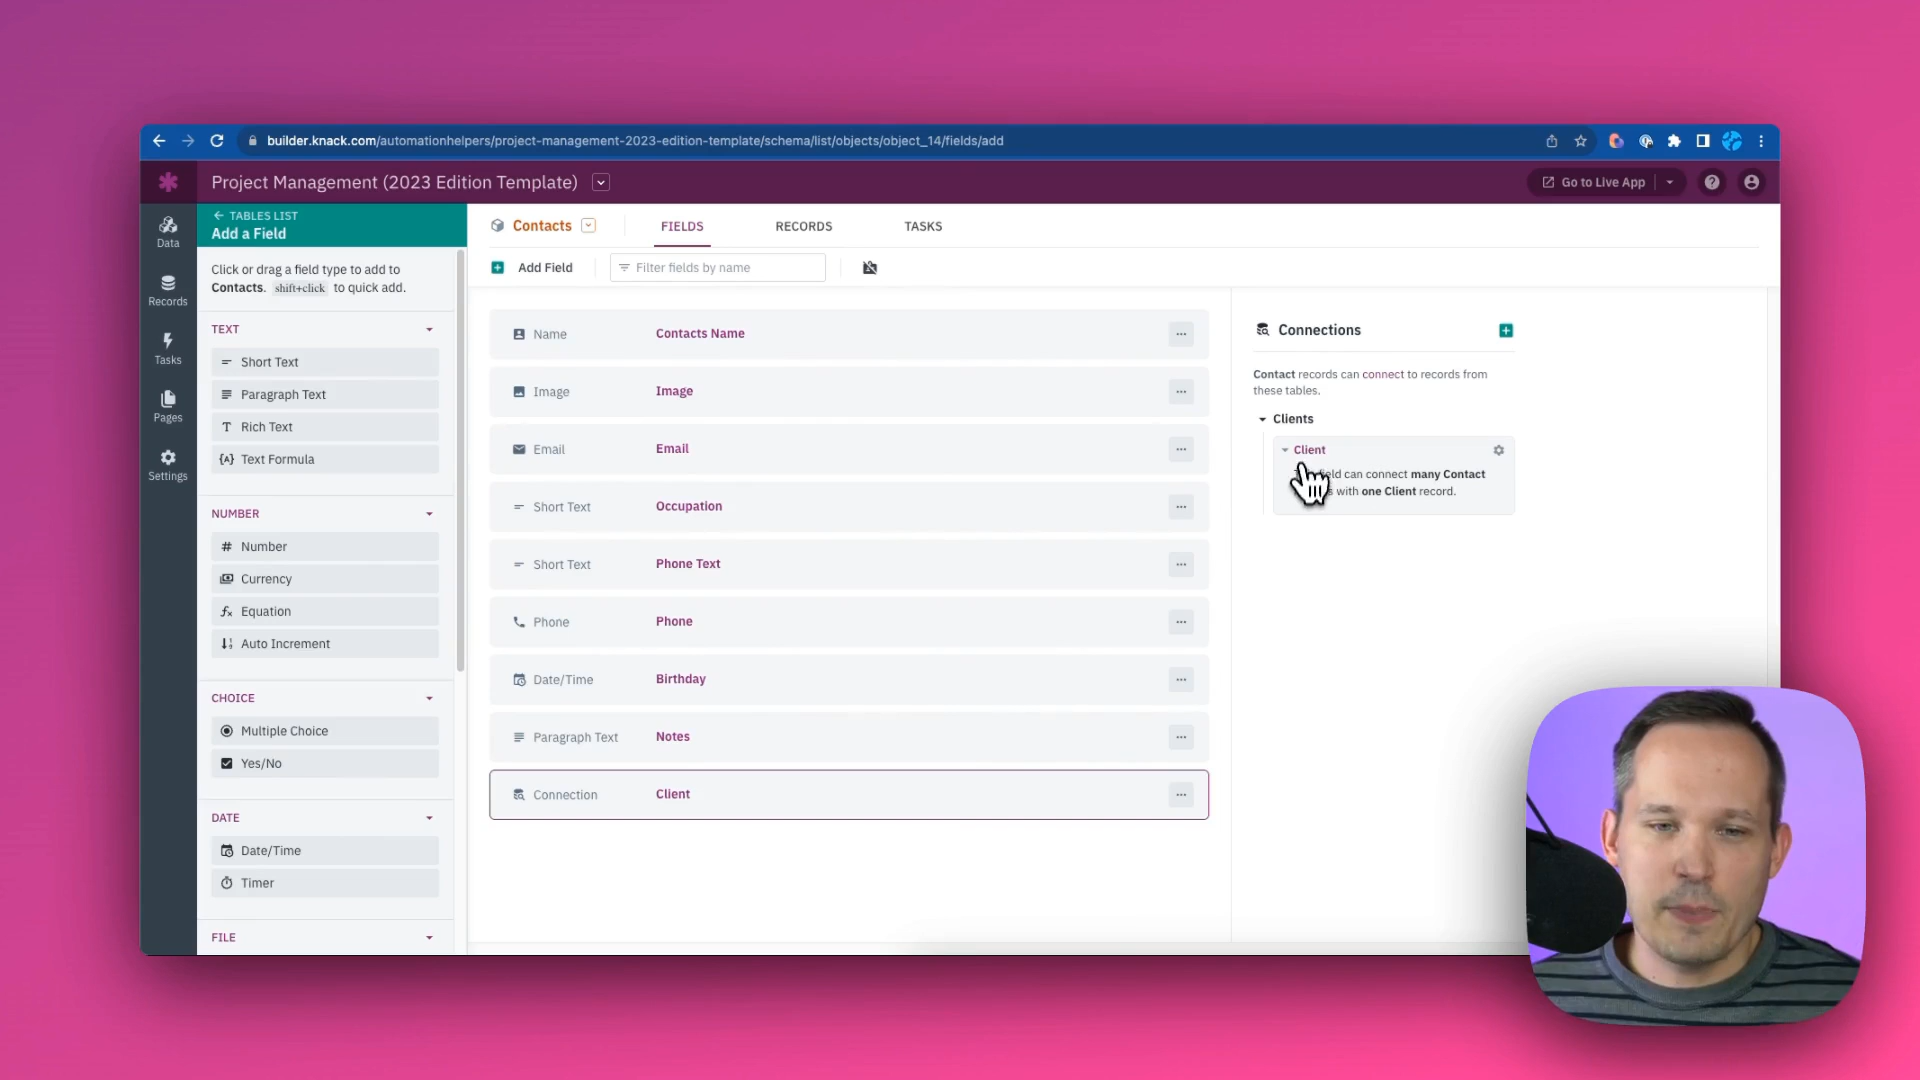 builder.knack.com/automationhelpers/project-management-2023-edition-template/schema/list/objects/object_14/fields/add
Project Management (2023 Edition Template)
Go to Live App
Data
Records
Tasks
Pages
Settings
TABLES LIST
Add a Field
Click or drag a field type to add to
Contacts. shift+click to quick add.
TEXT
Short Text
Paragraph Text
Rich Text
Text Formula
NUMBER
Number
Currency
Equation
Auto Increment
CHOICE
Multiple Choice
Yes/No
DATE
Date/Time
Timer
FILE
Contacts
FIELDS
RECORDS
TASKS
Add Field
Filter fields by name
Name Contacts Name
Image Image
Email Email
Short Text Occupation
Short Text Phone Text
Phone Phone
Date/Time Birthday
Paragraph Text Notes
Connection Client
Connections
Contact records can connect to records from
these tables.
Clients
Client
field can connect many Contact
with one Client record.